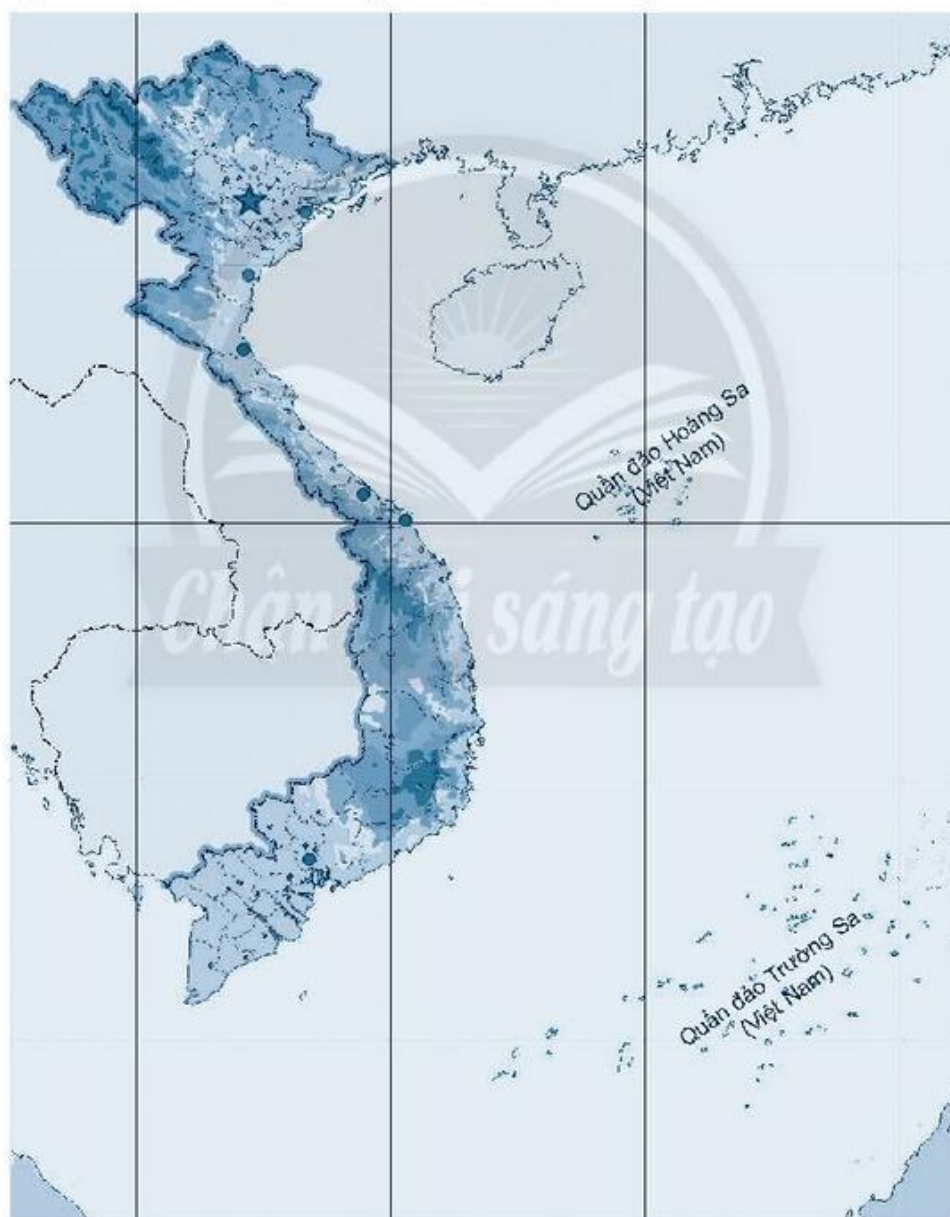 Quần đảo Hoàng Sa
(Việt Nam)
Chân sáng tạo
Quần đảo Trường Sa
(Việt Nam)